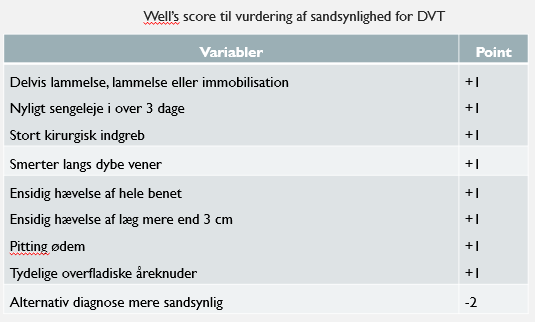 Well's score til vurdering af sandsynlighed for DVT
Variabler Point
Delvis lammelse, lammelse eller immobilisation +1
Nyligt sengeleje i over 3 dage +1
Stort kirurgisk indgreb +1
Smerter langs dybe vener +1
Ensidig hævelse af hele benet +1
Ensidig hævelse af læg mere end 3 cm +1
Pitting ødem +1
Tydelige overfladiske åreknuder +1
Alternativ diagnose mere sandsynlig -2